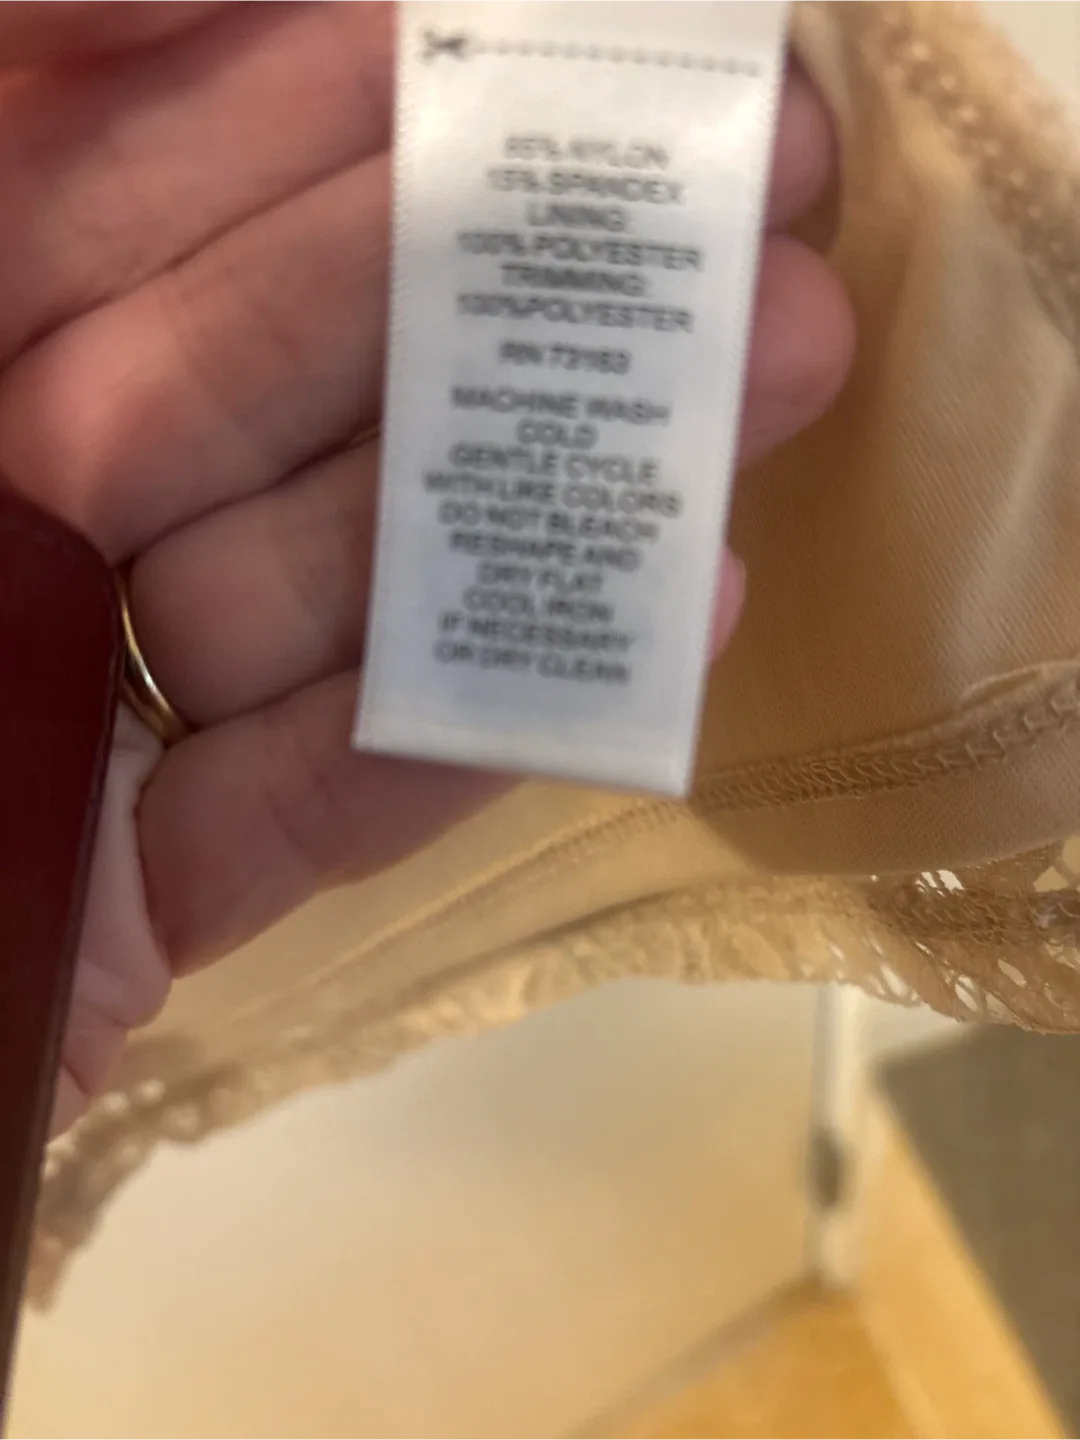 85% NYLON
15% SPANDEX
LINING:
100% POLYESTER
TRIMMING:
100%POLYESTER
RN 73163
MACHINE WASH
COLD
GENTLE CYCLE
WITH LIKE COLORS
DO NOT BLEACH
RESHAPE AND
DRY FLAT
COOL IRON
IF NECESSARY
OR DRY CLEAN